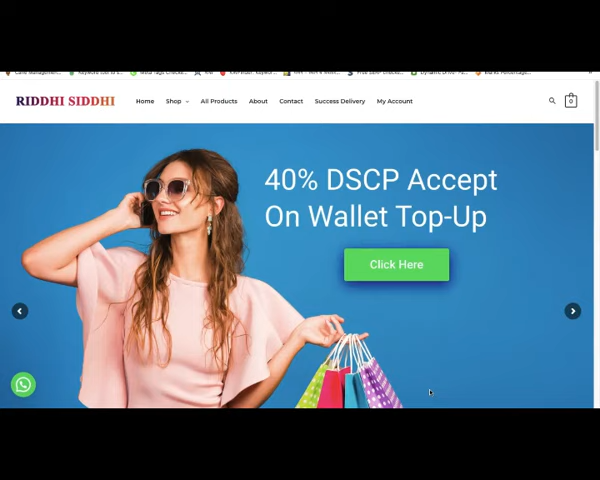 RIDDHI SIDDHI
Home
Shop
All Products
About
Contact
Success Delivery
My Account
0
40% DSCP Accept
On Wallet Top-Up
Click Here